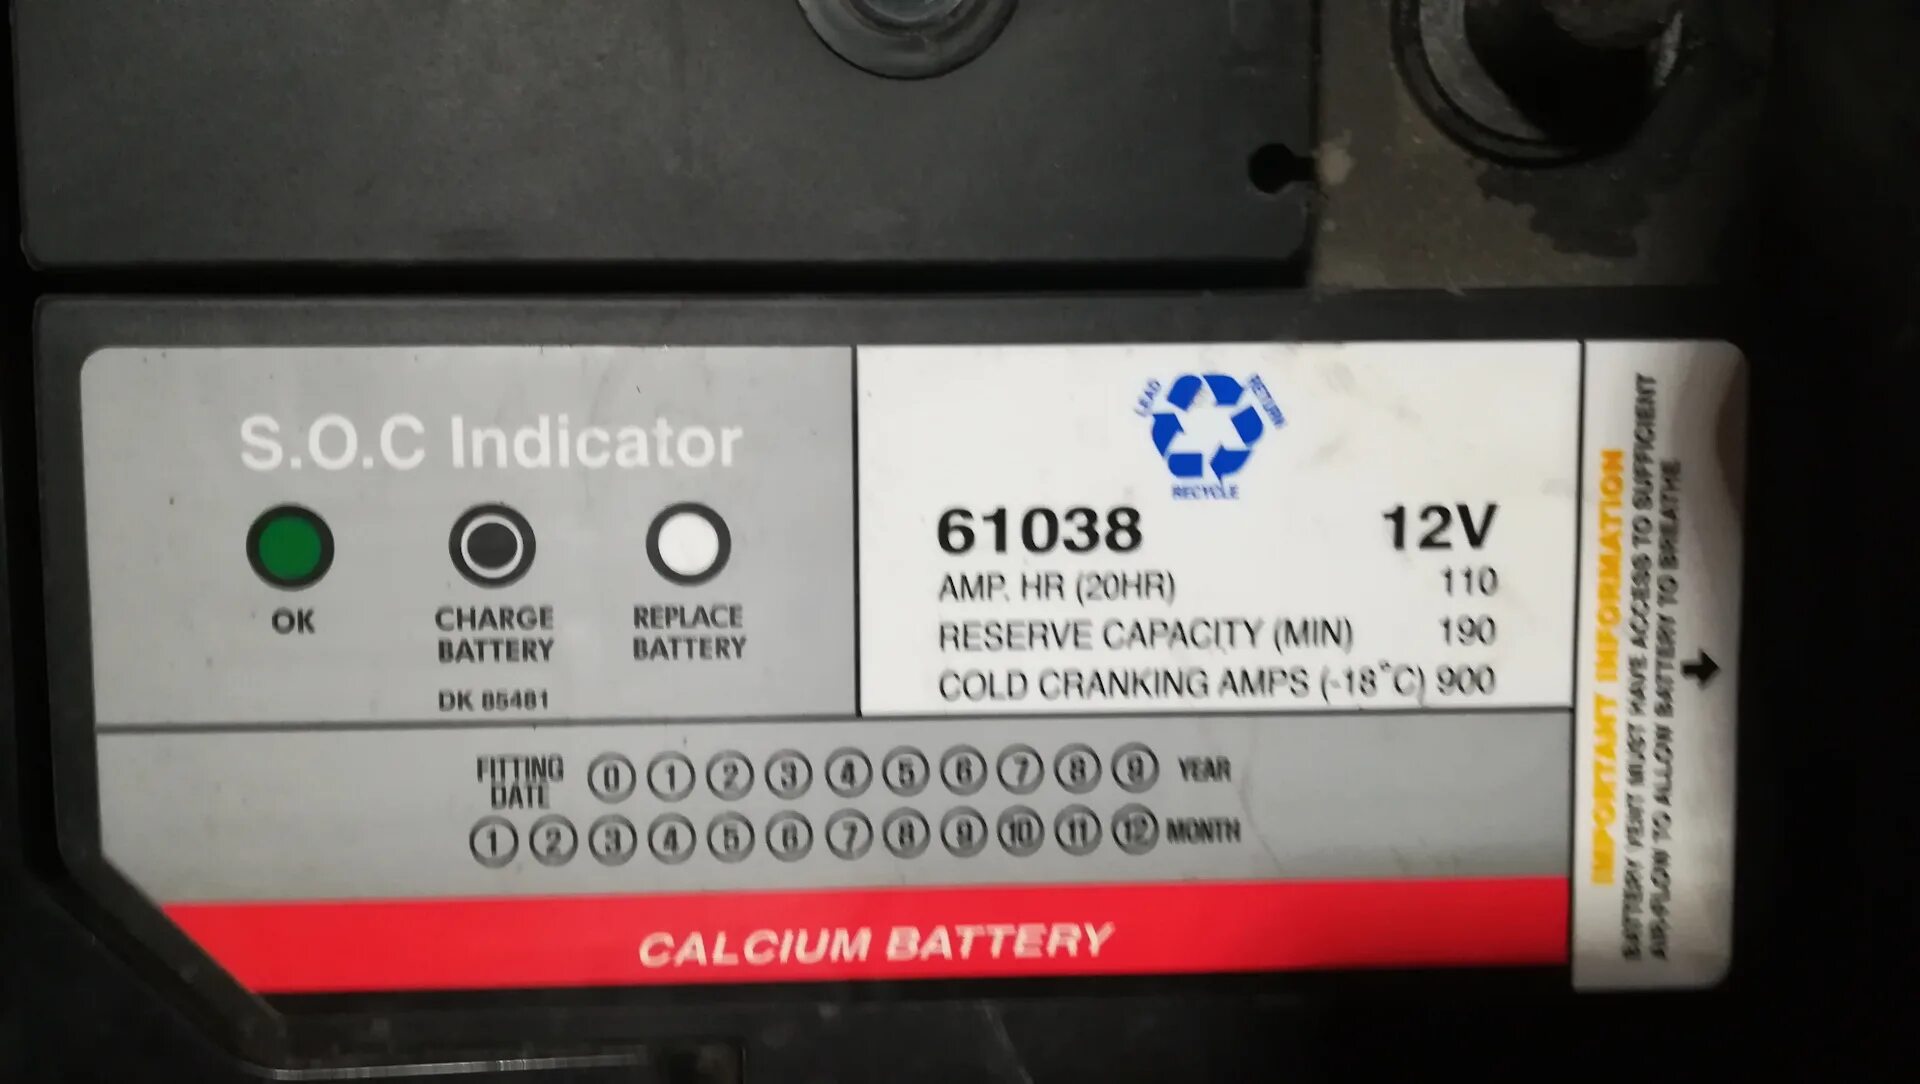 S.O.C Indicator
OK
CHARGE
BATTERY
REPLACE
BATTERY
DK 85481
LEAD
RETURN
RECYCLE
61038 12V
AMP. HR (20HR) 110
RESERVE CAPACITY (MIN) 190
COLD CRANKING AMPS (-18°C) 900
FITTING
DATE
0 1 2 3 4 5 6 7 8 9 YEAR
1 2 3 4 5 6 7 8 9 10 11 12 MONTH
CALCIUM BATTERY
IMPORTANT INFORMATION
BATTERY VENT MUST HAVE ACCESS TO SUFFICIENT
AIR-FLOW TO ALLOW BATTERY TO BREATHE